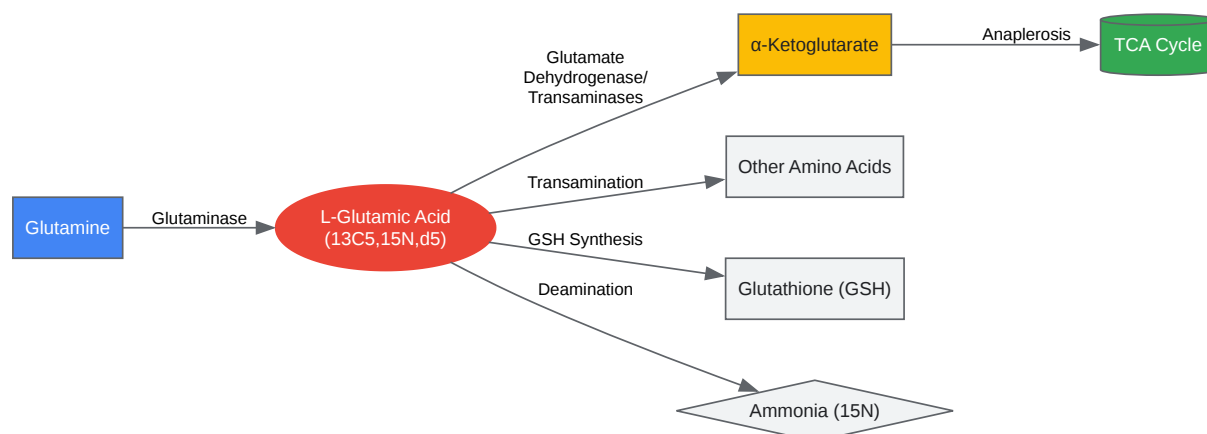 α-Ketoglutarate
Anaplerosis
TCA Cycle
Glutamate
Dehydrogenase/
Transaminases
Other Amino Acids
Transamination
Glutamine
Glutaminase
L-Glutamic Acid
(13C5,15N,d5)
GSH Synthesis
Glutathione (GSH)
Deamination
Ammonia (15N)